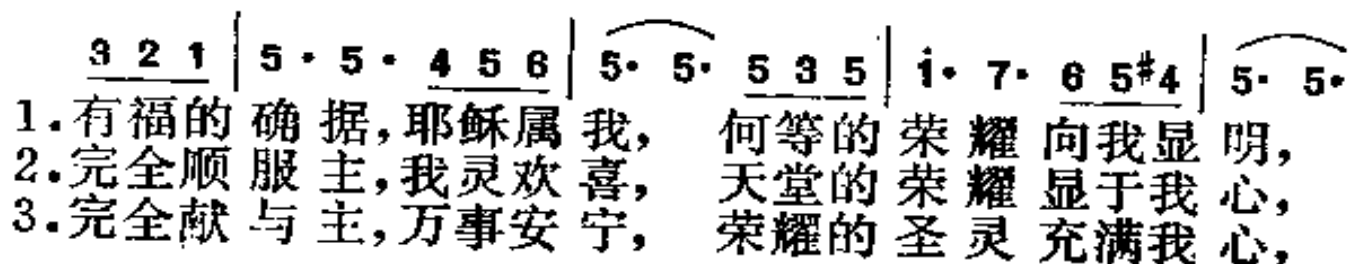 3 2 1 | 5 · 5 · 4 5 6 | 5· 5· 5 3 5 | i· 7· 6 5 #4 | 5· 5·
1.有福的确据,耶稣属我, 何等的荣耀向我显明,
2.完全顺服主,我灵欢喜, 天堂的荣耀显于我心,
3.完全献与主,万事安宁, 荣耀的圣灵充满我心,